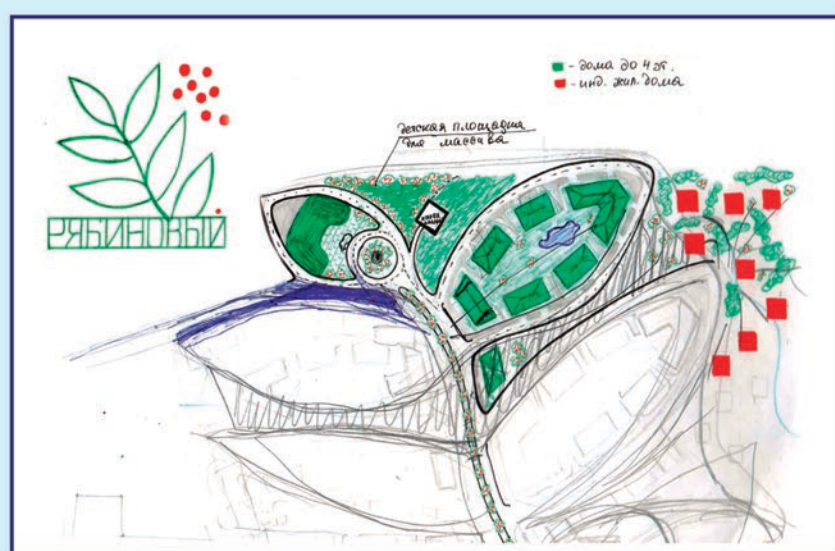 РЯБИНОВЫЙ
- дома до 4 эт.
- инд. жил. дома
детская площадка
для массива